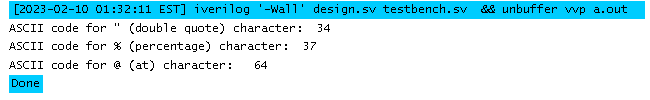 [2023-02-10 01:32:11 EST] iverilog '-Wall' design.sv testbench.sv  && unbuffer vvp a.out
ASCII code for " (double quote) character:  34
ASCII code for % (percentage) character:  37
ASCII code for @ (at) character:   64
Done